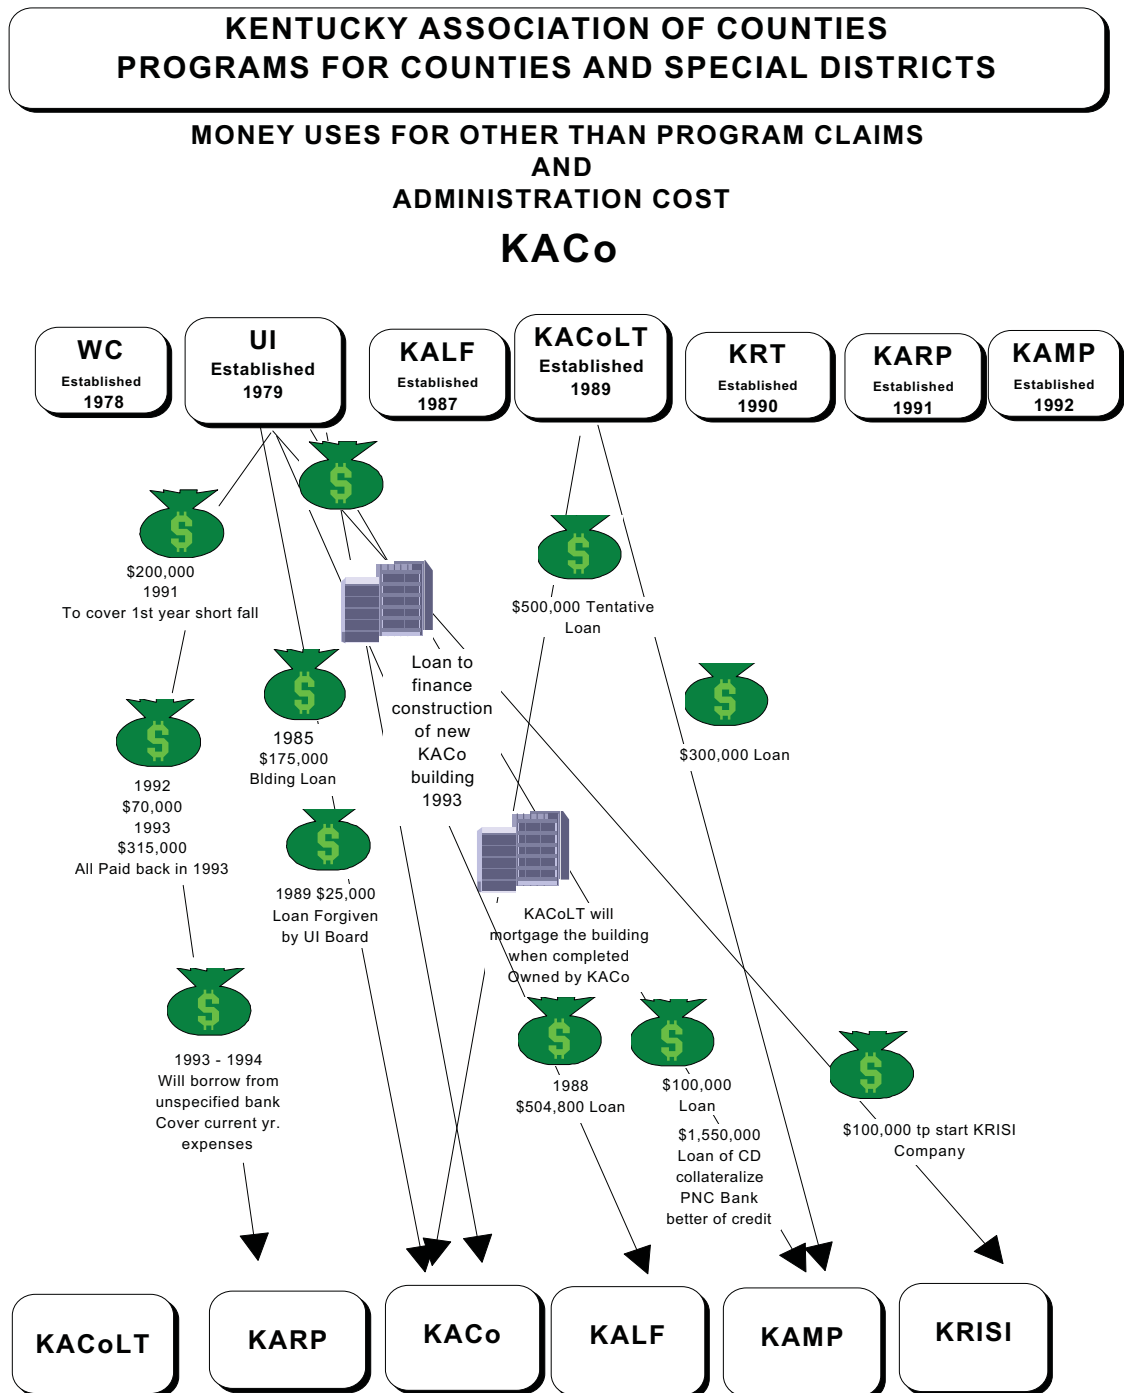 KENTUCKY ASSOCIATION OF COUNTIES
PROGRAMS FOR COUNTIES AND SPECIAL DISTRICTS
MONEY USES FOR OTHER THAN PROGRAM CLAIMS
AND
ADMINISTRATION COST
KACo
WC
Established
1978
UI
Established
1979
KALF
Established
1987
KACoLT
Established
1989
KRT
Established
1990
KARP
Established
1991
KAMP
Established
1992
$
$
$200,000
1991
To cover 1st year short fall
$
$500,000 Tentative
Loan
$
1985
$175,000
Blding Loan
Loan to
finance
construction
of new
KACo
building
1993
$
$300,000 Loan
$
1992
$70,000
1993
$315,000
All Paid back in 1993
$
1989 $25,000
Loan Forgiven
by UI Board
KACoLT will
mortgage the building
when completed
Owned by KACo
$
1993 - 1994
Will borrow from
unspecified bank
Cover current yr.
expenses
$
1988
$504,800 Loan
$
$100,000
Loan
$1,550,000
Loan of CD
collateralize
PNC Bank
better of credit
$
$100,000 tp start KRISI
Company
KACoLT
KARP
KACo
KALF
KAMP
KRISI